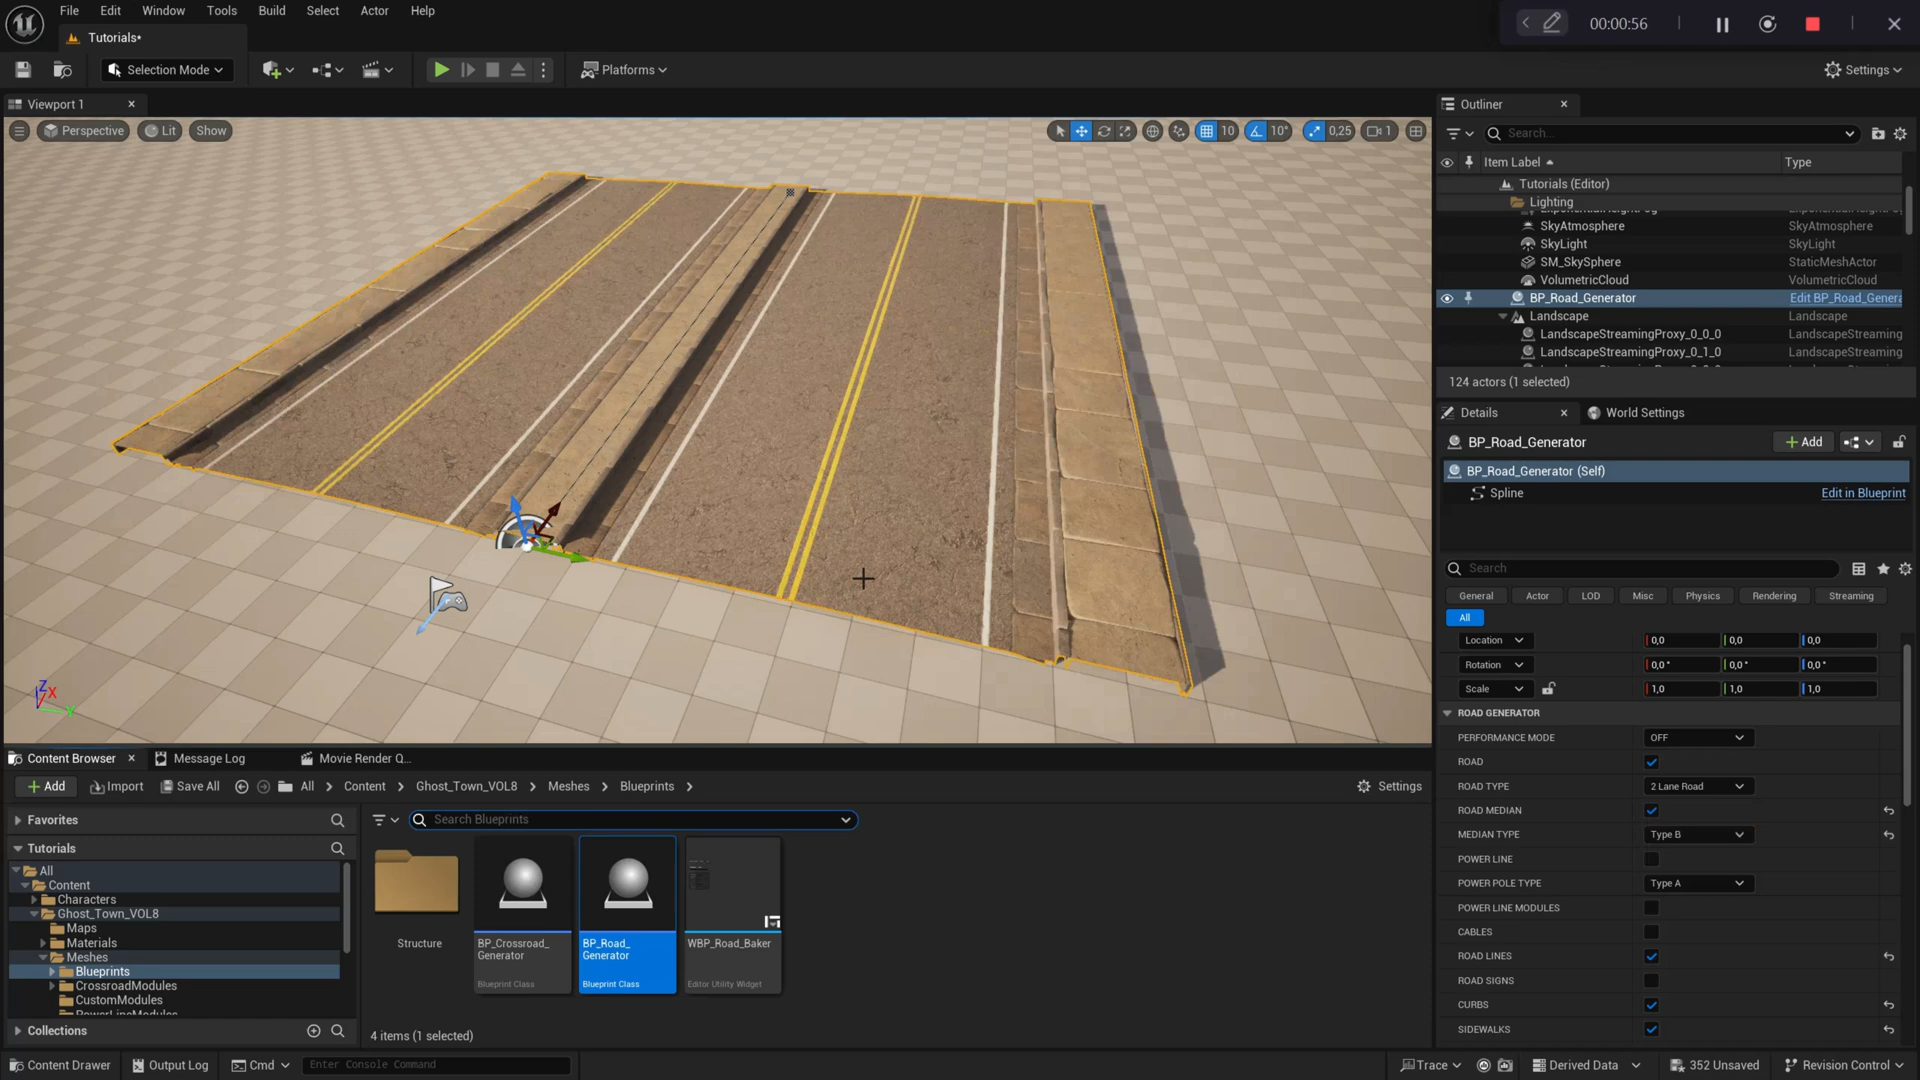 File Edit Window Tools Build Select Actor Help
00:00:56
Tutorials*
Selection Mode
Platforms
Settings
Viewport 1
Perspective Lit Show
10 10° 0,25 1
Outliner
Search...
Item Label Type
Tutorials (Editor)
Lighting
SkyAtmosphere SkyAtmosphere
SkyLight SkyLight
SM_SkySphere StaticMeshActor
VolumetricCloud VolumetricCloud
BP_Road_Generator Edit BP_Road_Genera
Landscape Landscape
LandscapeStreamingProxy_0_0_0 LandscapeStreaming
LandscapeStreamingProxy_0_1_0 LandscapeStreaming
124 actors (1 selected)
Details World Settings
BP_Road_Generator Add
BP_Road_Generator (Self)
Spline Edit in Blueprint
Search
General Actor LOD Misc Physics Rendering Streaming
All
Location 0,0 0,0 0,0
Rotation 0,0° 0,0° 0,0°
Scale 1,0 1,0 1,0
ROAD GENERATOR
PERFORMANCE MODE OFF
ROAD
ROAD TYPE 2 Lane Road
ROAD MEDIAN
MEDIAN TYPE Type B
POWER LINE
POWER POLE TYPE Type A
POWER LINE MODULES
CABLES
ROAD LINES
ROAD SIGNS
CURBS
SIDEWALKS
Z X Y
Content Browser Message Log Movie Render Q...
Add Import Save All All Content Ghost_Town_VOL8 Meshes Blueprints Settings
Favorites
Search Blueprints
Tutorials
All
Content
Characters
Ghost_Town_VOL8
Maps
Materials
Meshes
Blueprints
CrossroadModules
CustomModules
Collections
Structure
BP_Crossroad_
Generator
Blueprint Class
BP_Road_
Generator
Blueprint Class
WBP_Road_Baker
Editor Utility Widget
4 items (1 selected)
Content Drawer Output Log Cmd Enter Console Command
Trace Derived Data 352 Unsaved Revision Control